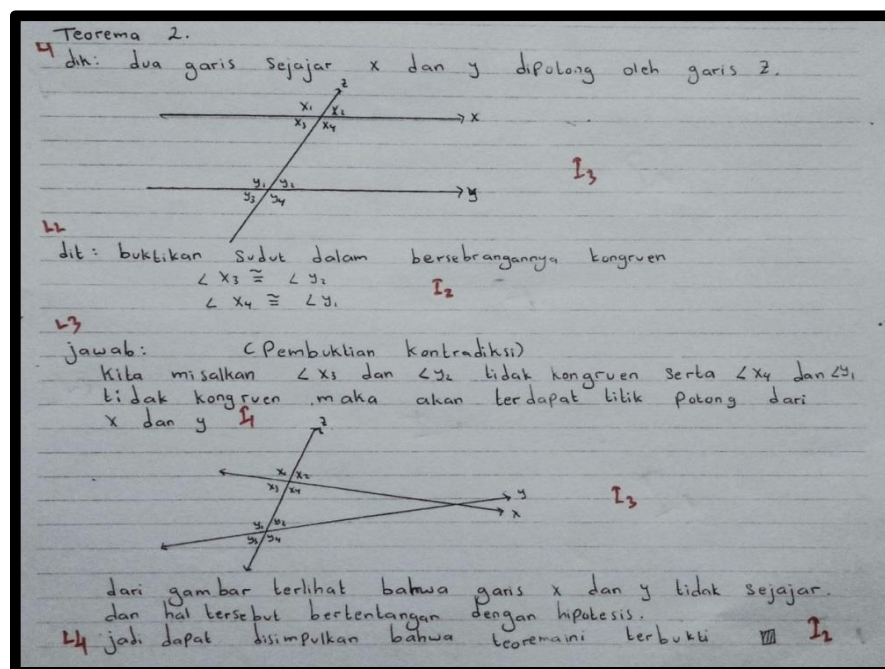 Teorema 2.
L1
dik: dua garis sejajar x dan y dipotong oleh garis z.
z
x1 x2
x3 x4
x
I3
y1 y2
y3 y4
y
L2
dit: buktikan sudut dalam bersebrangannya kongruen
∠ x3 ≅ ∠ y2
I2
∠ x4 ≅ ∠ y1
L3
jawab: (Pembuktian kontradiksi)
Kita misalkan ∠ x3 dan ∠ y2 tidak kongruen serta ∠ x4 dan ∠ y1
tidak kongruen maka akan terdapat titik potong dari
x dan y I1
z
x1 x2
x3 x4
y
x
I3
y1 y2
y3 y4
dari gambar terlihat bahwa garis x dan y tidak sejajar.
dan hal tersebut bertentangan dengan hipotesis.
L4 jadi dapat disimpulkan bahwa teorema ini terbukti I2